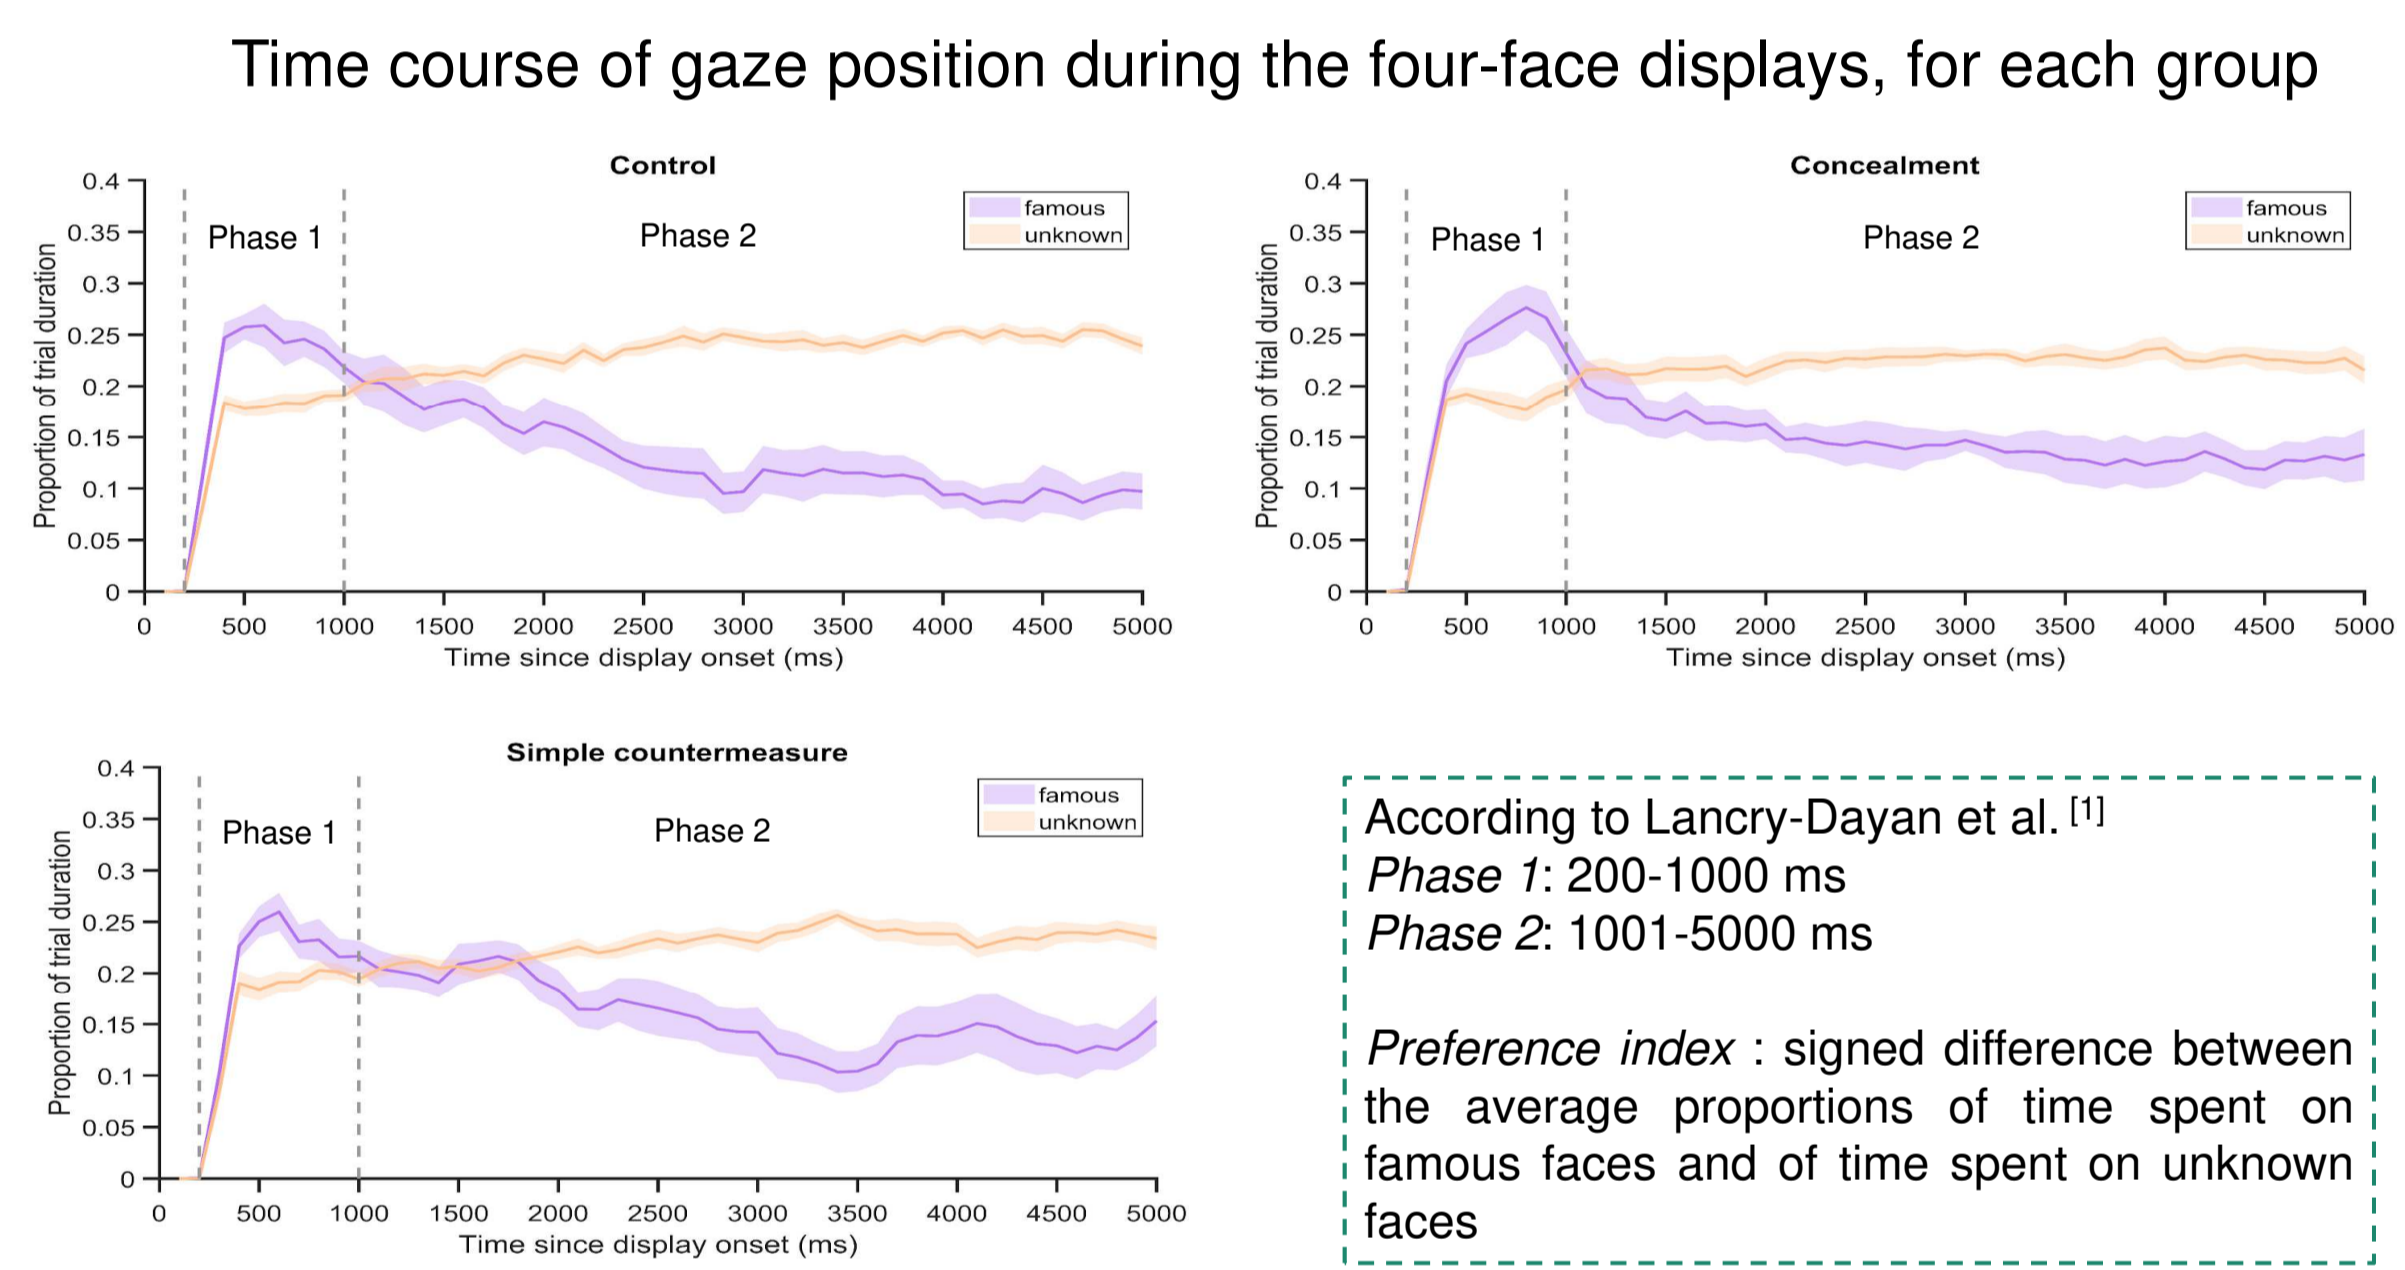 Time course of gaze position during the four-face displays, for each group
Control
0.4
0.35
0.3
0.25
0.2
0.15
0.1
0.05
0
Proportion of trial duration
Phase 1
Phase 2
famous
unknown
0 500 1000 1500 2000 2500 3000 3500 4000 4500 5000
Time since display onset (ms)
Concealment
0.4
0.35
0.3
0.25
0.2
0.15
0.1
0.05
0
Proportion of trial duration
Phase 1
Phase 2
famous
unknown
0 500 1000 1500 2000 2500 3000 3500 4000 4500 5000
Time since display onset (ms)
Simple countermeasure
0.4
0.35
0.3
0.25
0.2
0.15
0.1
0.05
0
Proportion of trial duration
Phase 1
Phase 2
famous
unknown
0 500 1000 1500 2000 2500 3000 3500 4000 4500 5000
Time since display onset (ms)
According to Lancry-Dayan et al. [1]
Phase 1: 200-1000 ms
Phase 2: 1001-5000 ms
Preference index : signed difference between
the average proportions of time spent on
famous faces and of time spent on unknown
faces